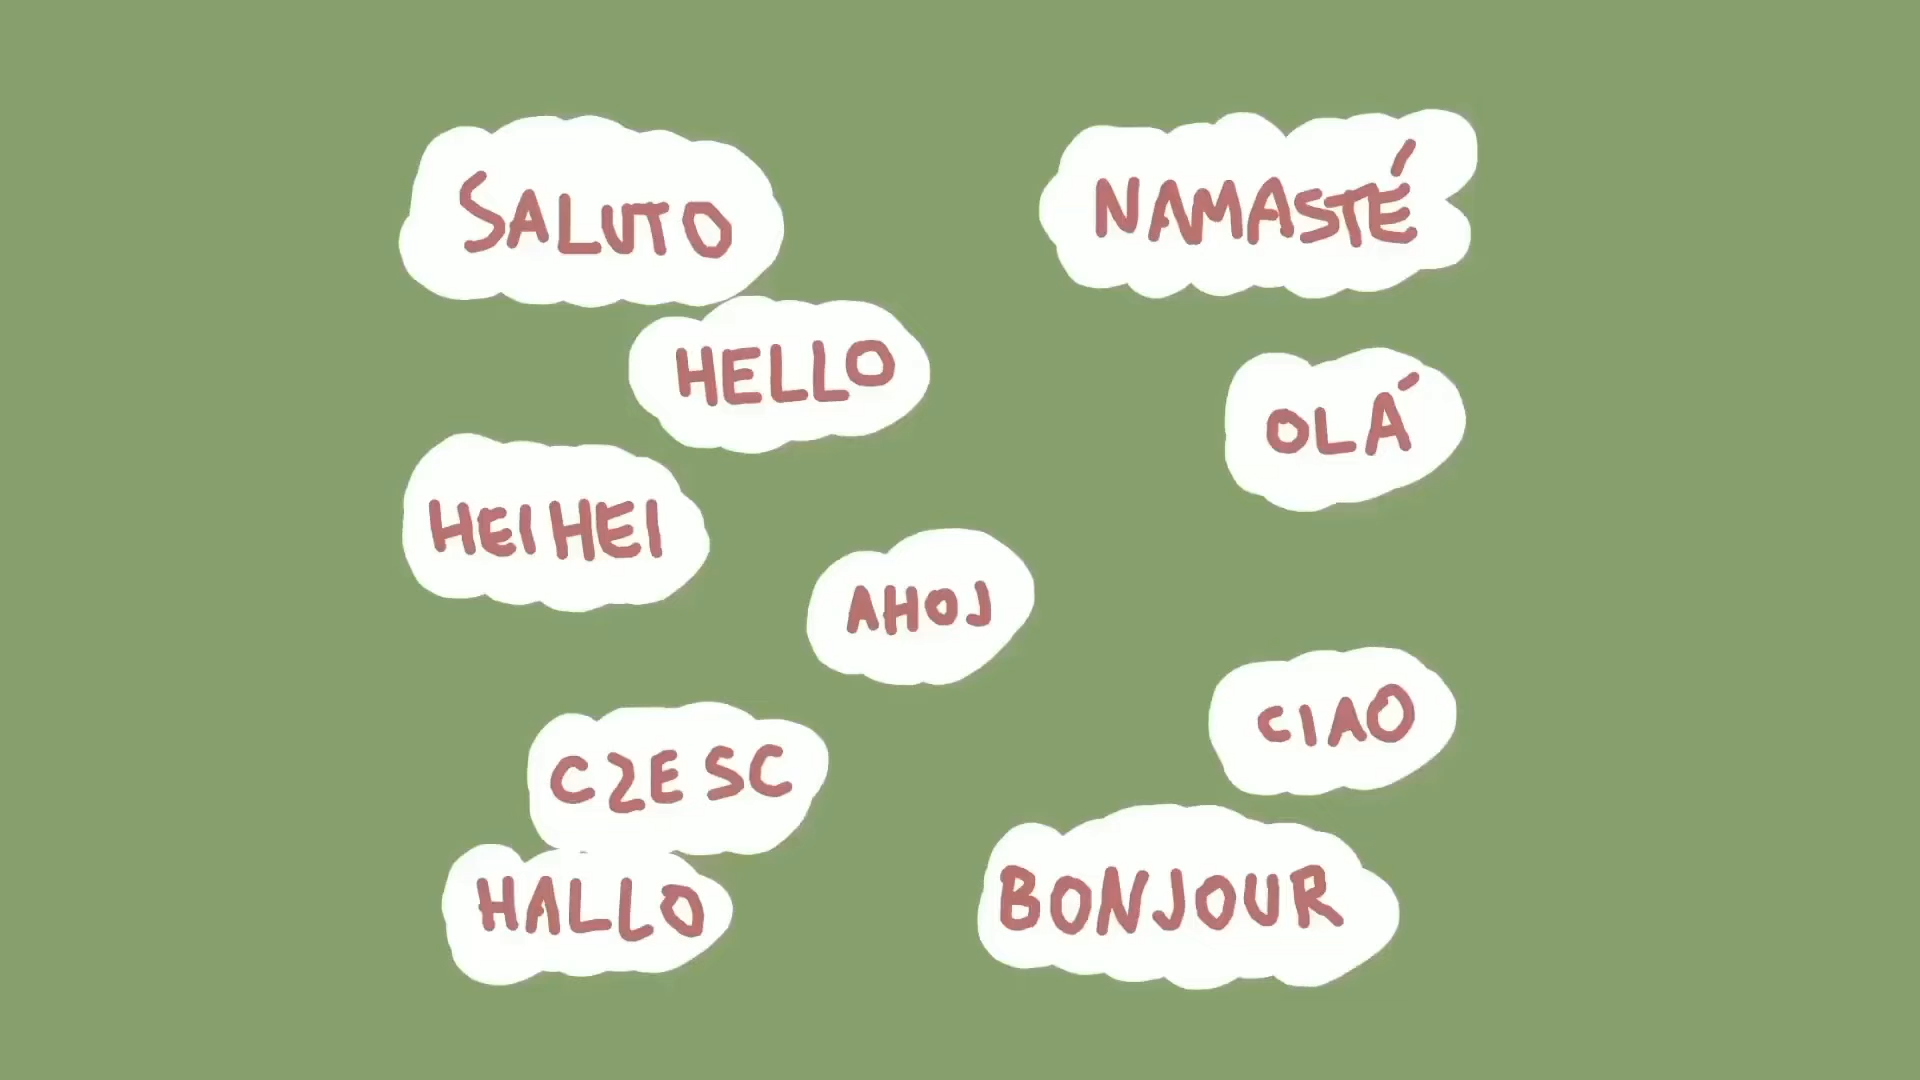 SALUTO
NAMASTÉ
HELLO
OLÁ
HEI HEI
AHOJ
CIAO
CZESC
HALLO
BONJOUR